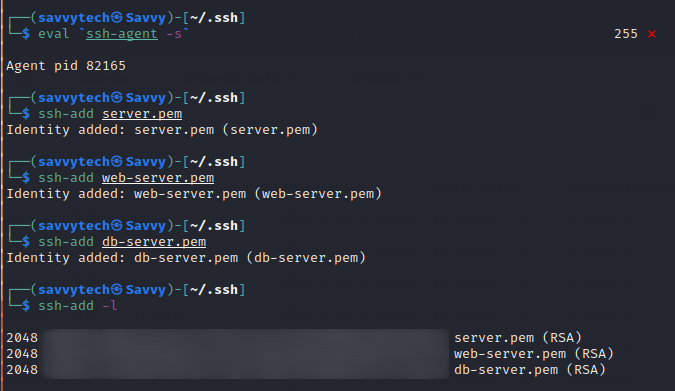 ┌──(savvytech㉿Savvy)-[~/.ssh]
└─$ eval `ssh-agent -s` 255 ⨯
Agent pid 82165
┌──(savvytech㉿Savvy)-[~/.ssh]
└─$ ssh-add server.pem
Identity added: server.pem (server.pem)
┌──(savvytech㉿Savvy)-[~/.ssh]
└─$ ssh-add web-server.pem
Identity added: web-server.pem (web-server.pem)
┌──(savvytech㉿Savvy)-[~/.ssh]
└─$ ssh-add db-server.pem
Identity added: db-server.pem (db-server.pem)
┌──(savvytech㉿Savvy)-[~/.ssh]
└─$ ssh-add -l
2048 server.pem (RSA)
2048 web-server.pem (RSA)
2048 db-server.pem (RSA)